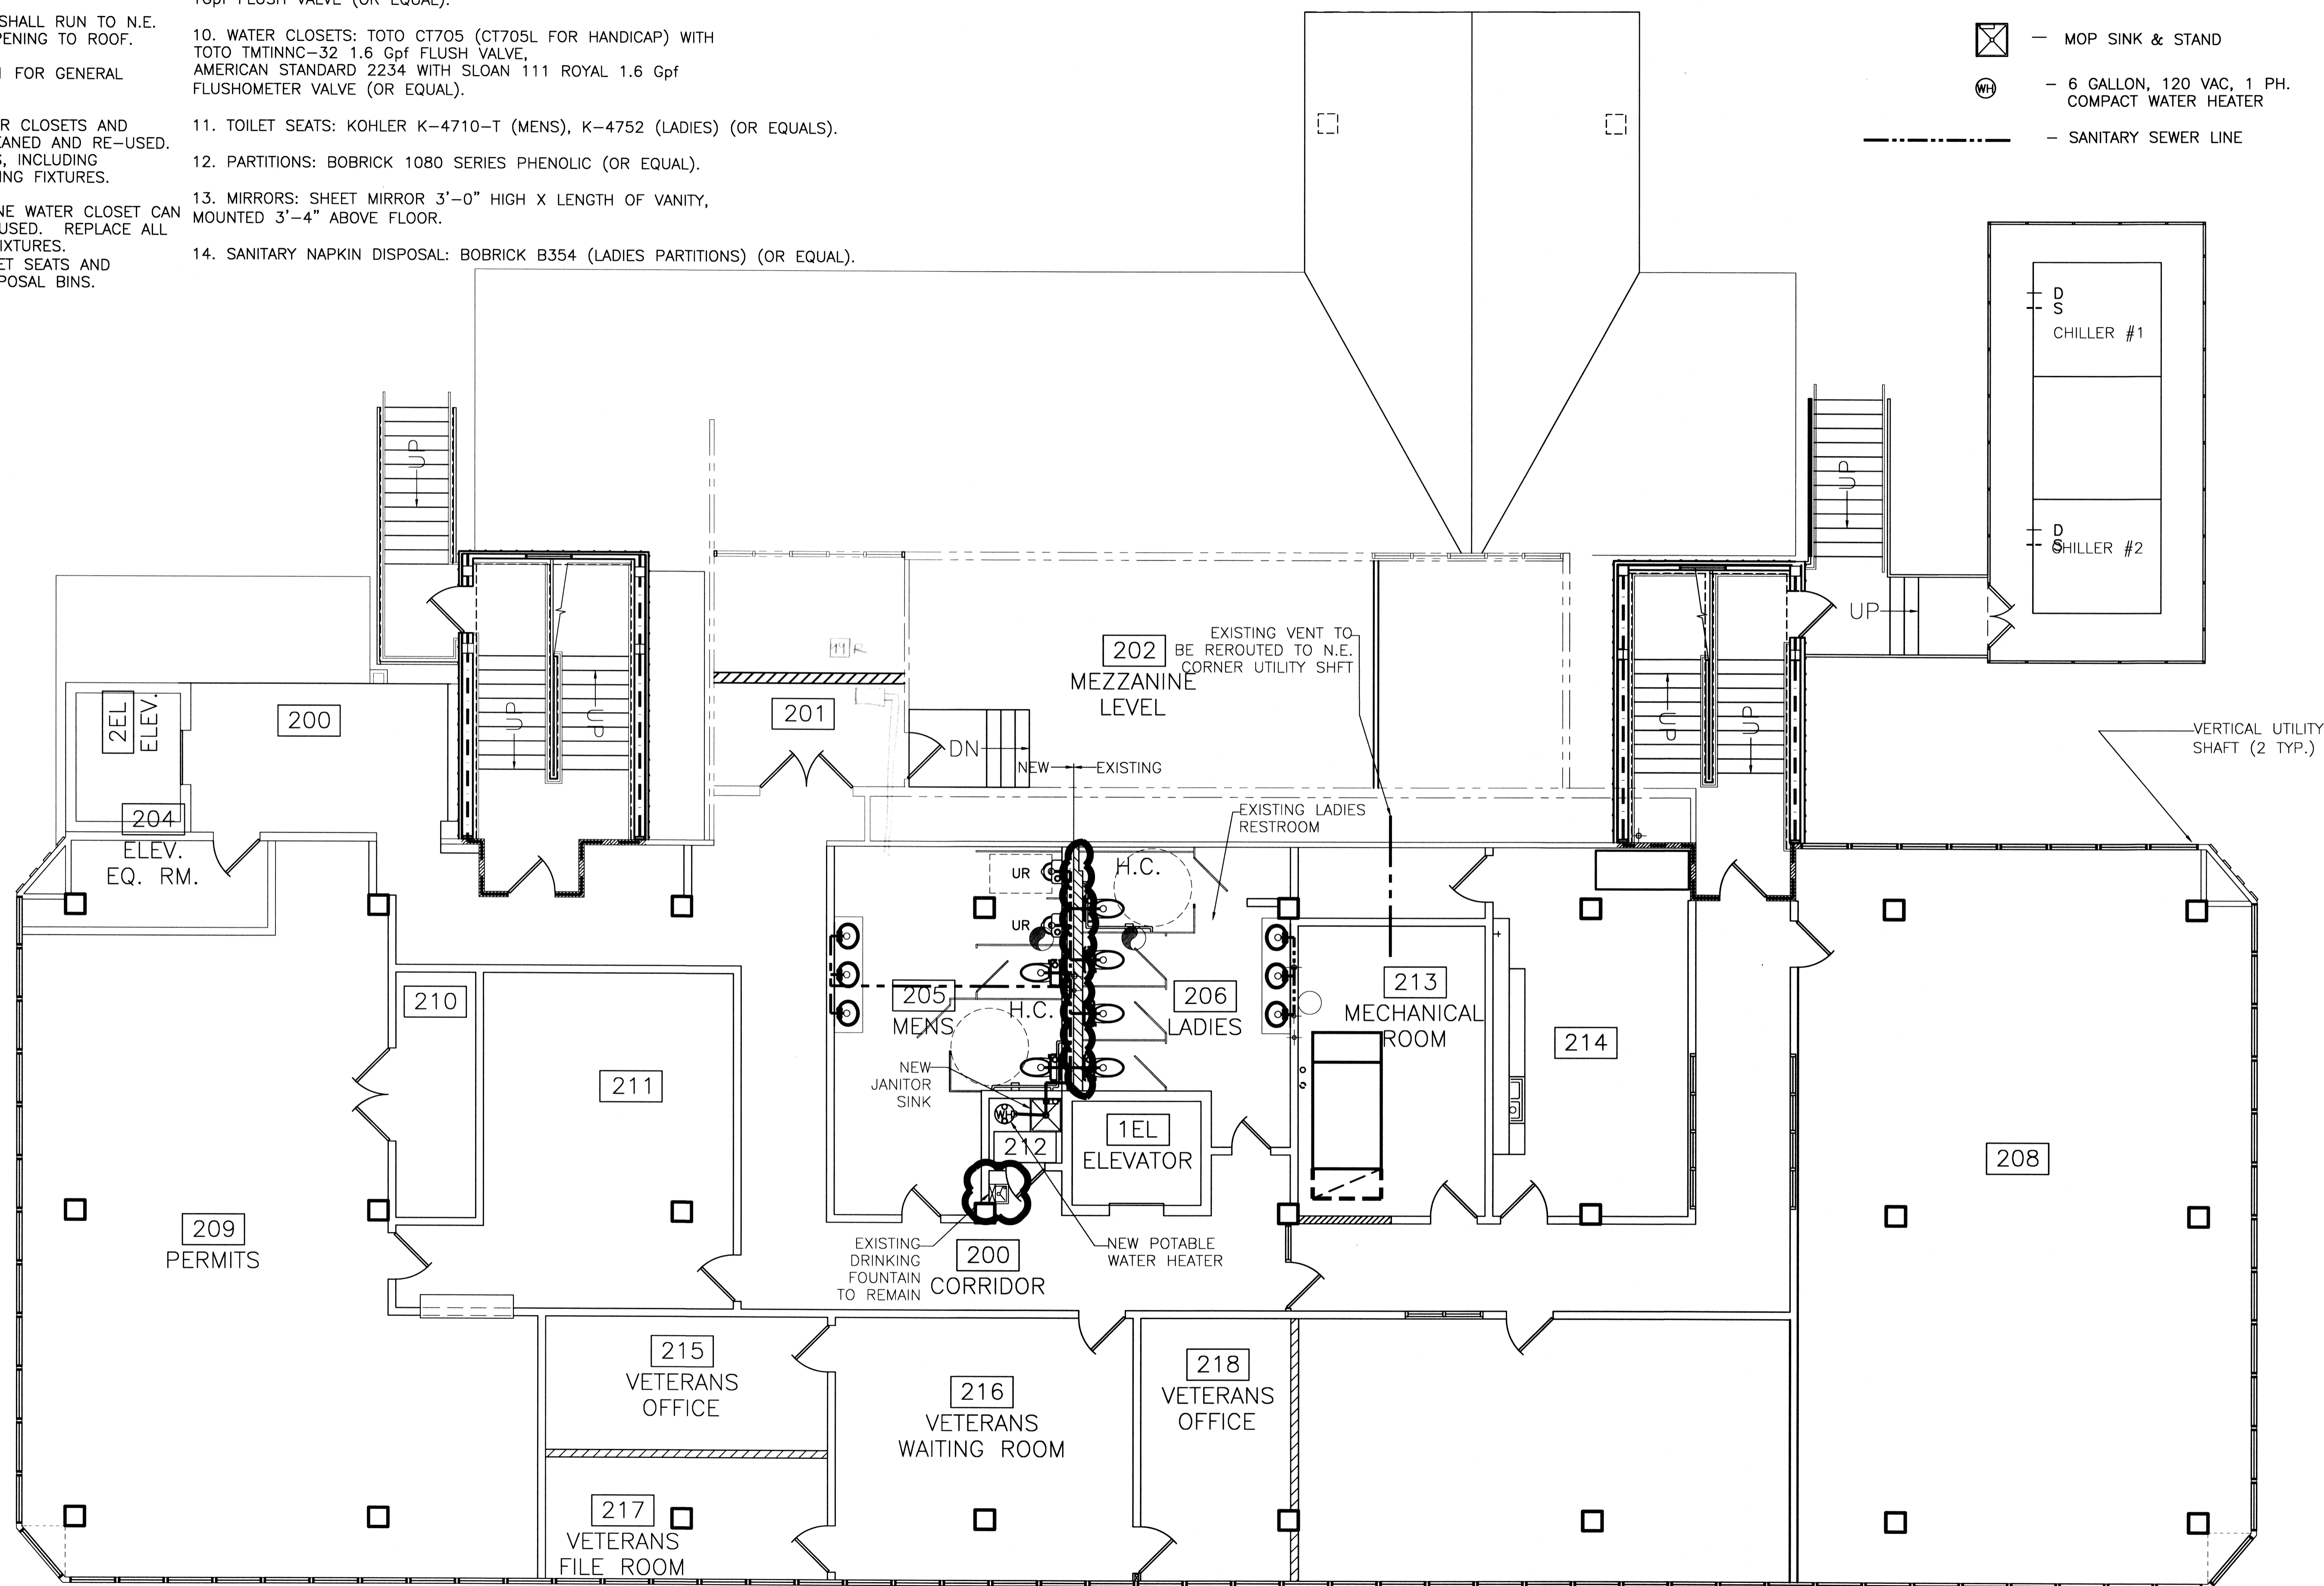 1Gpf FLUSH VALVE (OR EQUAL).
SHALL RUN TO N.E.
PENING TO ROOF.
FOR GENERAL
R CLOSETS AND
EANED AND RE-USED.
S, INCLUDING
ING FIXTURES.
NE WATER CLOSET CAN
USED. REPLACE ALL
IXTURES.
ET SEATS AND
POSAL BINS.
10. WATER CLOSETS: TOTO CT705 (CT705L FOR HANDICAP) WITH
TOTO TMTINNC-32 1.6 Gpf FLUSH VALVE,
AMERICAN STANDARD 2234 WITH SLOAN 111 ROYAL 1.6 Gpf
FLUSHOMETER VALVE (OR EQUAL).
11. TOILET SEATS: KOHLER K-4710-T (MENS), K-4752 (LADIES) (OR EQUALS).
12. PARTITIONS: BOBRICK 1080 SERIES PHENOLIC (OR EQUAL).
13. MIRRORS: SHEET MIRROR 3'-0" HIGH X LENGTH OF VANITY,
MOUNTED 3'-4" ABOVE FLOOR.
14. SANITARY NAPKIN DISPOSAL: BOBRICK B354 (LADIES PARTITIONS) (OR EQUAL).
— MOP SINK & STAND
WH
— 6 GALLON, 120 VAC, 1 PH.
COMPACT WATER HEATER
— SANITARY SEWER LINE
D
S
CHILLER #1
D
S
CHILLER #2
UP
UP
UP
UP
UP
UP
UP
UP
EXISTING VENT TO
BE REROUTED TO N.E.
CORNER UTILITY SHFT
202
MEZZANINE
LEVEL
2EL
ELEV.
200
201
DN
NEW
EXISTING
VERTICAL UTILITY
SHAFT (2 TYP.)
204
ELEV.
EQ. RM.
EXISTING LADIES
RESTROOM
UR
UR
H.C.
210
205
MENS
H.C.
206
LADIES
213
MECHANICAL
ROOM
214
211
NEW
JANITOR
SINK
WH
212
1EL
ELEVATOR
208
209
PERMITS
EXISTING
DRINKING
FOUNTAIN
TO REMAIN
200
CORRIDOR
NEW POTABLE
WATER HEATER
215
VETERANS
OFFICE
216
VETERANS
WAITING ROOM
218
VETERANS
OFFICE
217
VETERANS
FILE ROOM